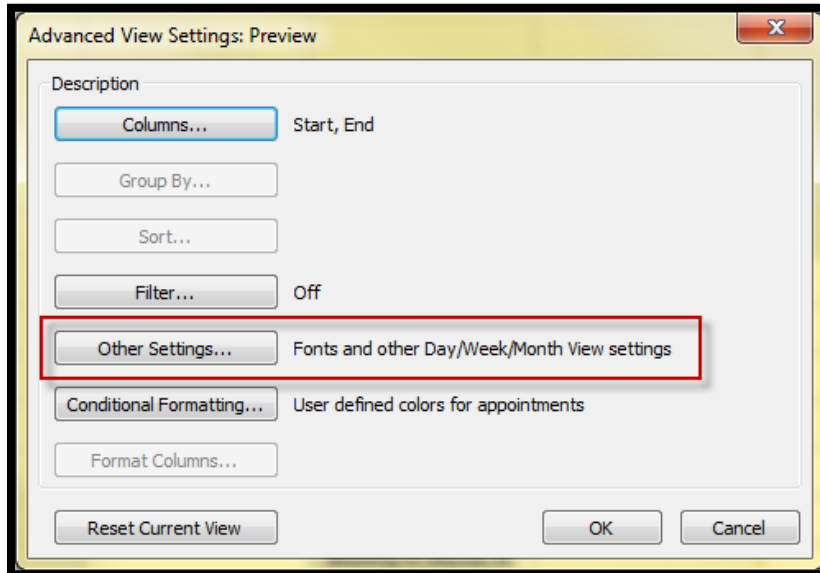 Advanced View Settings: Preview
Description
Columns... Start, End
Group By...
Sort...
Filter... Off
Other Settings... Fonts and other Day/Week/Month View settings
Conditional Formatting... User defined colors for appointments
Format Columns...
Reset Current View OK Cancel